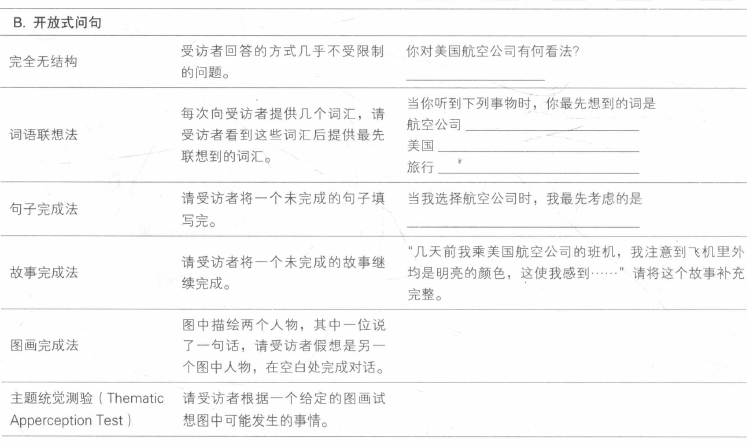 B. 开放式问句
完全无结构
受访者回答的方式几乎不受限制
的问题。
你对美国航空公司有何看法?
词语联想法
每次向受访者提供几个词汇，请
受访者看到这些词汇后提供最先
联想到的词汇。
当你听到下列事物时，你最先想到的词是
航空公司
美国
旅行
句子完成法
请受访者将一个未完成的句子填
写完。
当我选择航空公司时，我最先考虑的是
故事完成法
请受访者将一个未完成的故事继
续完成。
“几天前我乘美国航空公司的班机，我注意到飞机里外
均是明亮的颜色，这使我感到……”请将这个故事补充
完整。
图画完成法
图中描绘两个人物，其中一位说
了一句话，请受访者假想是另一
个图中人物，在空白处完成对话。
主题统觉测验（Thematic
Apperception Test）
请受访者根据一个给定的图画试
想图中可能发生的事情。